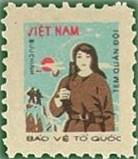 VIỆT NAM
TEM QUÂN ĐỘI
BẢO VỆ TỔ QUỐC